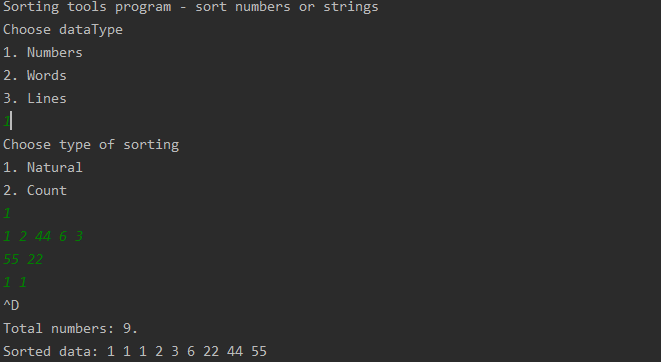 Sorting tools program - sort numbers or strings
Choose dataType
1. Numbers
2. Words
3. Lines
1
Choose type of sorting
1. Natural
2. Count
1
1 2 44 6 3
55 22
1 1
^D
Total numbers: 9.
Sorted data: 1 1 1 2 3 6 22 44 55